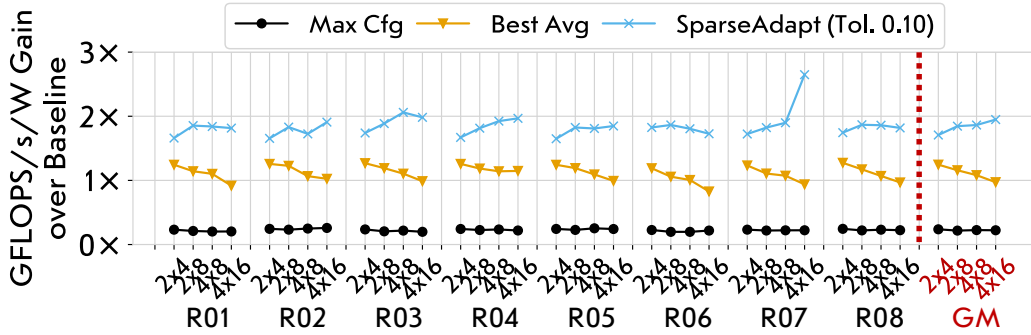 Max Cfg Best Avg SparseAdapt (Tol. 0.10)
GFLOPS/s/W Gain
over Baseline
3×
2×
1×
0×
2x4 2x8 4x8 4x16 2x4 2x8 4x8 4x16 2x4 2x8 4x8 4x16 2x4 2x8 4x8 4x16 2x4 2x8 4x8 4x16 2x4 2x8 4x8 4x16 2x4 2x8 4x8 4x16 2x4 2x8 4x8 4x16 2x4 2x8 4x8 4x16
R01 R02 R03 R04 R05 R06 R07 R08 GM